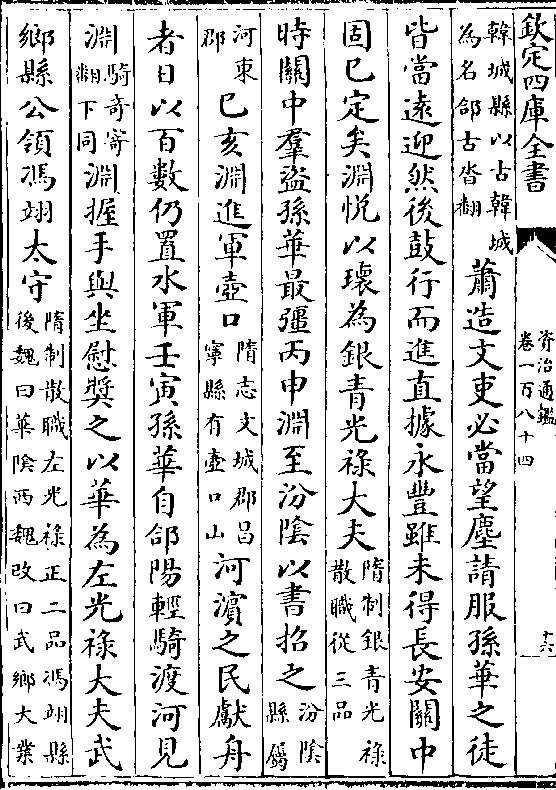 欽定四庫全書
資治通鑑
卷一百八十四
十六
韓城縣以古韓城
為名郃古沓翻
蕭造文吏必當望塵請服孫華之徒
皆當遠迎然後鼓行而進直據永豐雖未得長安關中
固已定矣淵悅以瓌為銀青光祿大夫
隋制銀青光祿
散職從三品
時關中羣盜孫華最彊丙申淵至汾陰以書招之
汾陰
縣屬
河東
郡
己亥淵進軍壺口
隋志文城郡昌
寧縣有壺口山
河濵之民獻舟
者日以百數仍置水軍壬寅孫華自郃陽輕騎渡河見
淵
騎奇寄
翻下同
淵握手與坐慰奬之以華為左光祿大夫武
鄉縣公領馮翊太守
隋制散職左光祿正二品馮翊縣
後魏曰華陰西魏改曰武鄉大業